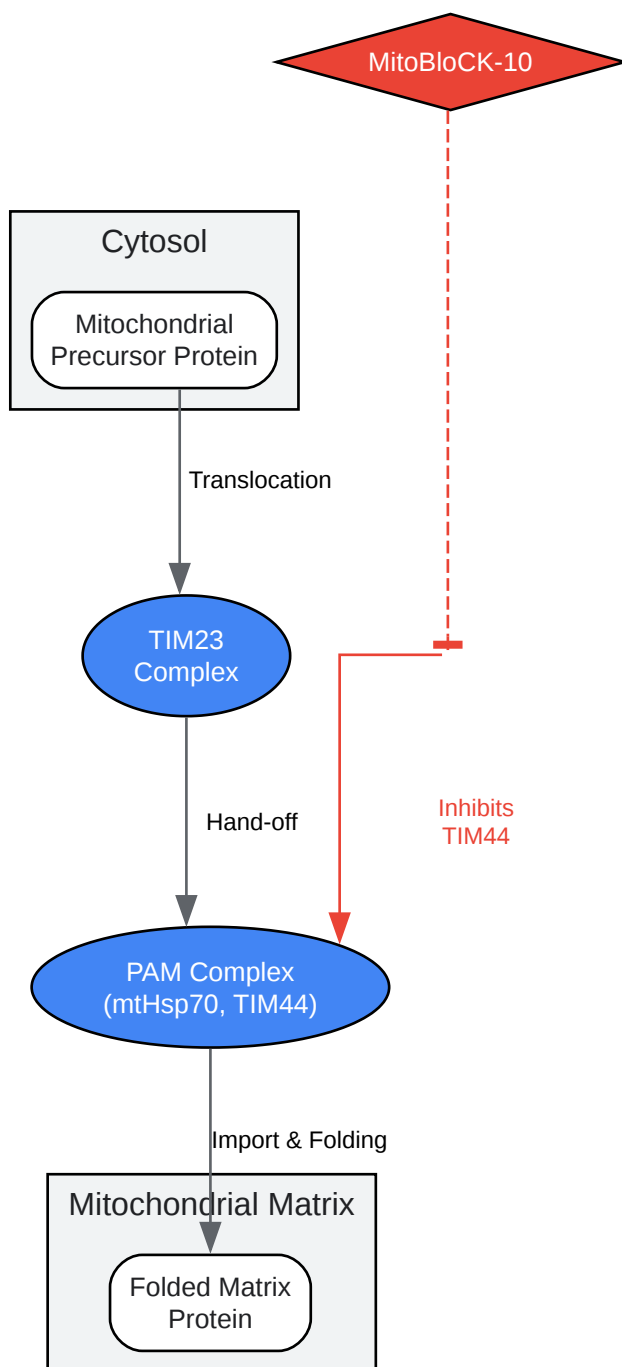 MitoBloCK-10
Cytosol
Mitochondrial
Precursor Protein
Translocation
TIM23
Complex
Hand-off
Inhibits
TIM44
PAM Complex
(mtHsp70, TIM44)
Import & Folding
Mitochondrial Matrix
Folded Matrix
Protein